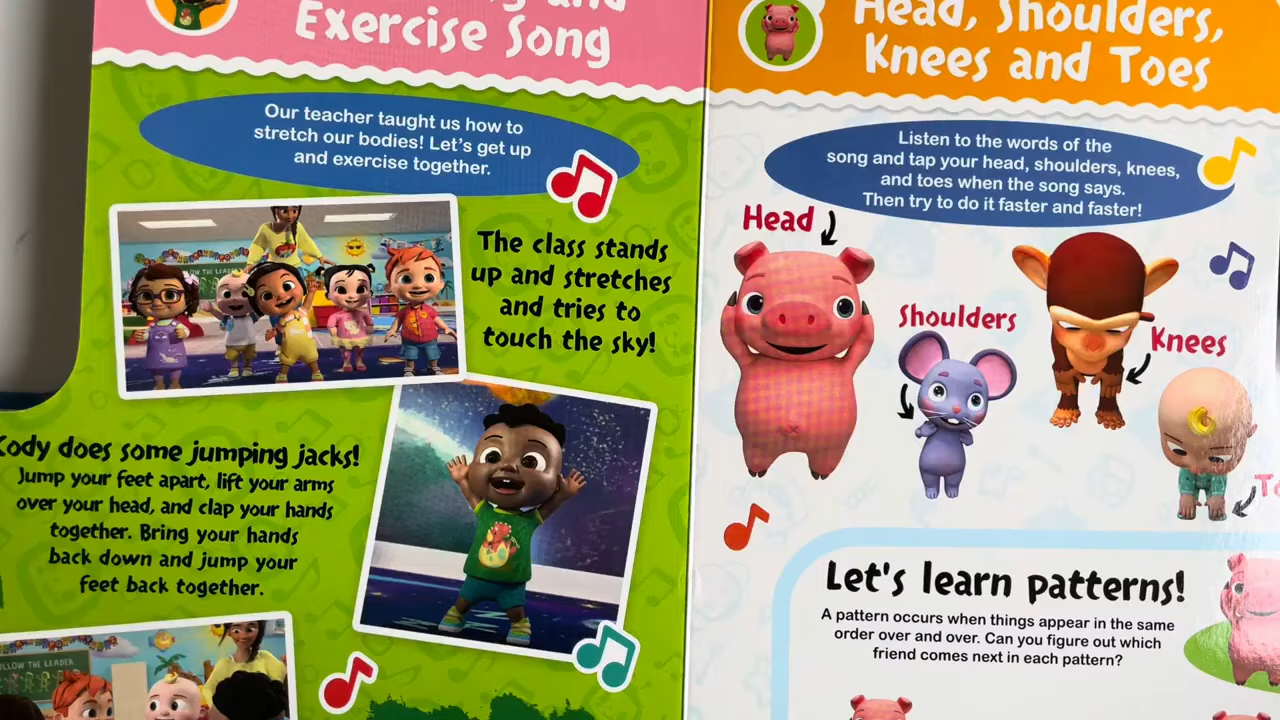 and
Exercise Song
Our teacher taught us how to
stretch our bodies! Let's get up
and exercise together.
The class stands
up and stretches
and tries to
touch the sky!
Cody does some jumping jacks!
Jump your feet apart, lift your arms
over your head, and clap your hands
together. Bring your hands
back down and jump your
feet back together.
FOLLOW THE LEADER
Head, Shoulders,
Knees and Toes
Listen to the words of the
song and tap your head, shoulders, knees,
and toes when the song says.
Then try to do it faster and faster!
Head
Shoulders
Knees
Let's learn patterns!
A pattern occurs when things appear in the same
order over and over. Can you figure out which
friend comes next in each pattern?